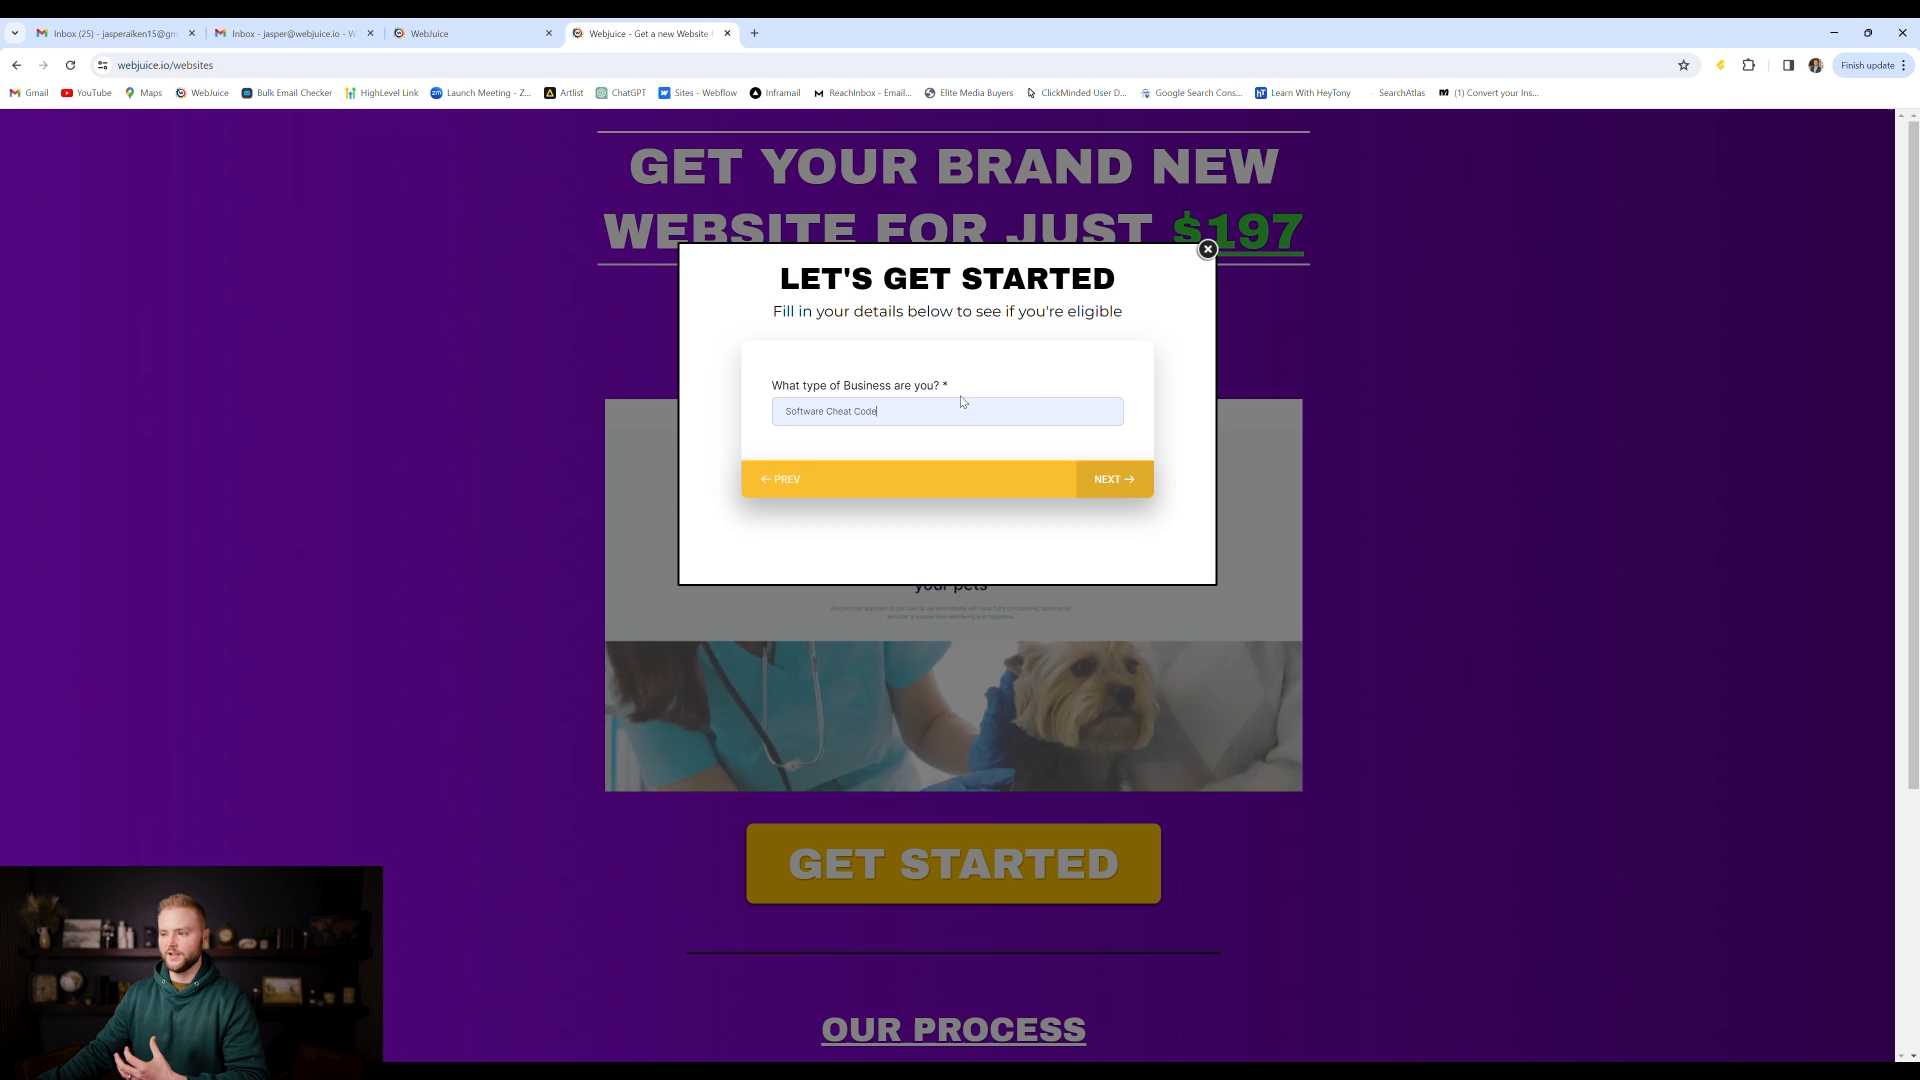 Inbox (25) - jasperaiken15@gm
Inbox - jasper@webjuice.io - W
WebJuice
Webjuice - Get a new Website
webjuice.io/websites
Finish update
Gmail
YouTube
Maps
WebJuice
Bulk Email Checker
HighLevel Link
Launch Meeting - Z...
Artlist
ChatGPT
Sites - Webflow
Inframail
ReachInbox - Email...
Elite Media Buyers
ClickMinded User D...
Google Search Cons...
Learn With HeyTony
SearchAtlas
(1) Convert your Ins...
GET YOUR BRAND NEW
WEBSITE FOR JUST $197
LET'S GET STARTED
Fill in your details below to see if you're eligible
What type of Business are you? *
Software Cheat Code
← PREV
NEXT →
your pets
GET STARTED
OUR PROCESS